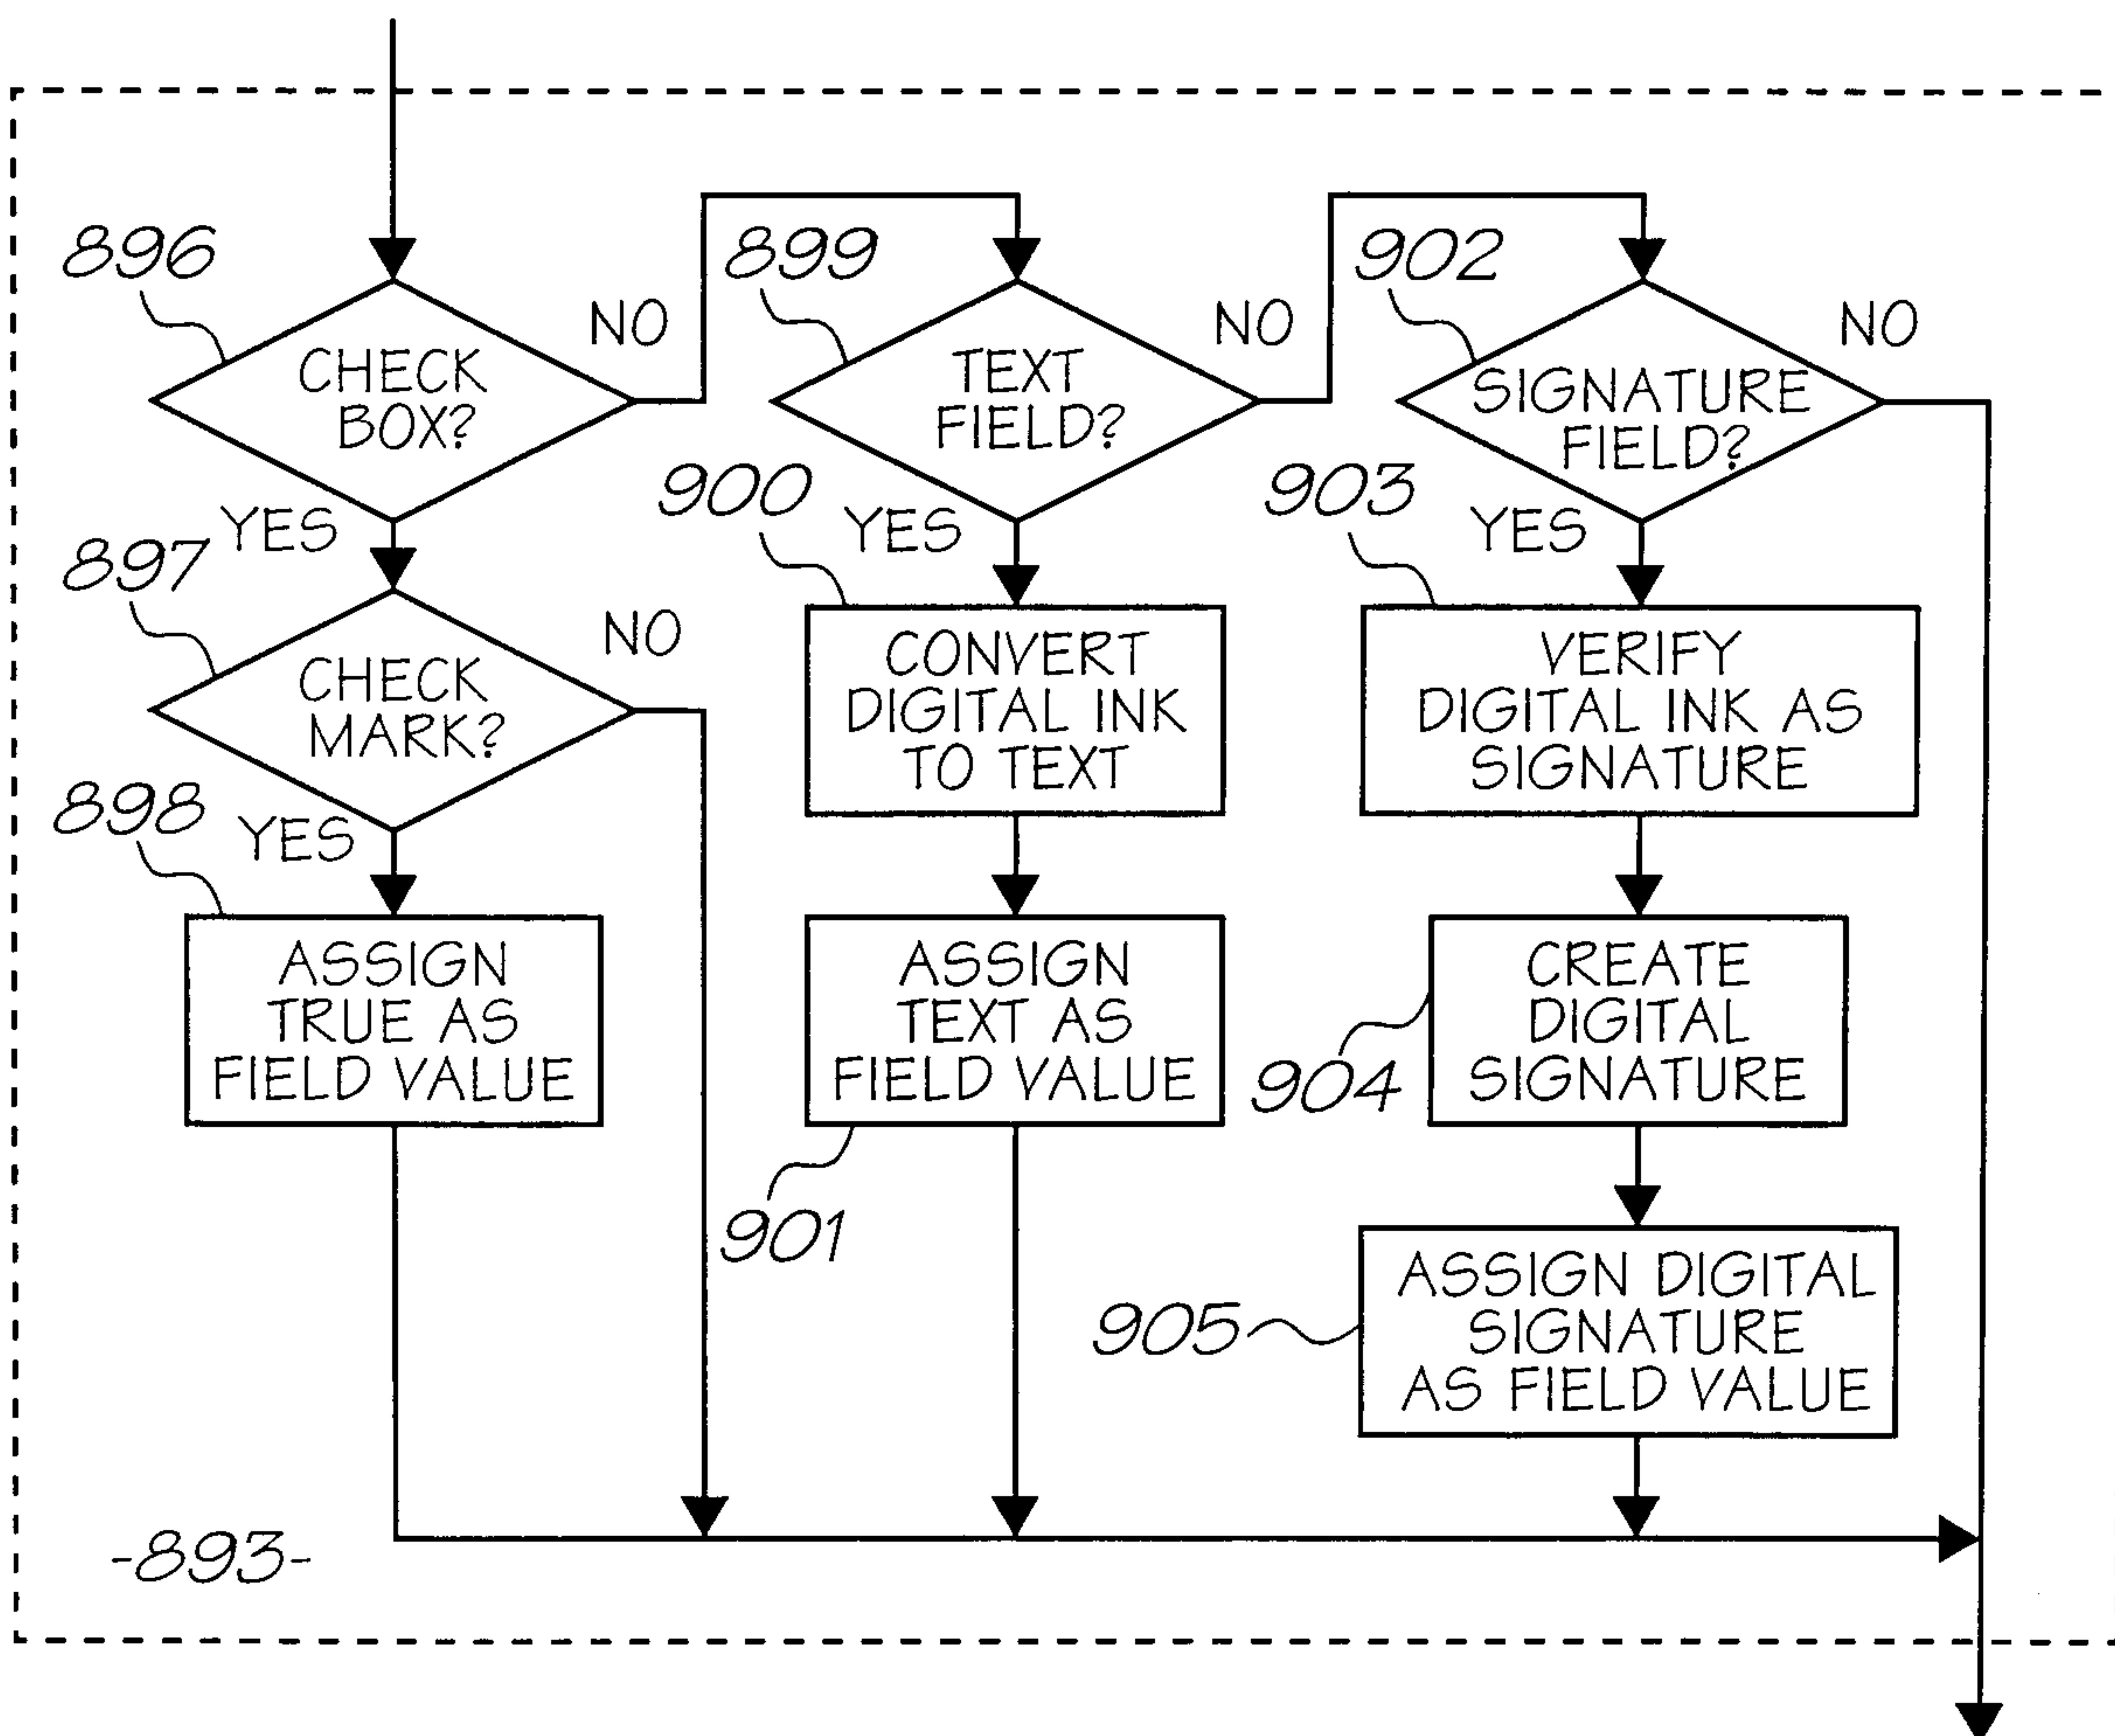 896
CHECK
BOX?
NO
YES
897
CHECK
MARK?
NO
YES
898
ASSIGN
TRUE AS
FIELD VALUE
899
TEXT
FIELD?
NO
YES
900
CONVERT
DIGITAL INK
TO TEXT
ASSIGN
TEXT AS
FIELD VALUE
901
902
SIGNATURE
FIELD?
NO
YES
903
VERIFY
DIGITAL INK AS
SIGNATURE
CREATE
DIGITAL
SIGNATURE
904
ASSIGN DIGITAL
SIGNATURE
AS FIELD VALUE
905
-893-